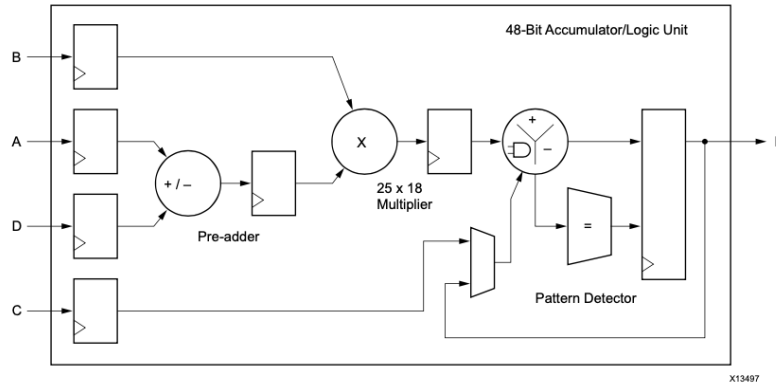 48-Bit Accumulator/Logic Unit
B
A
+ / –
X
+
–
25 x 18
Multiplier
D
Pre-adder
=
C
Pattern Detector
X13497